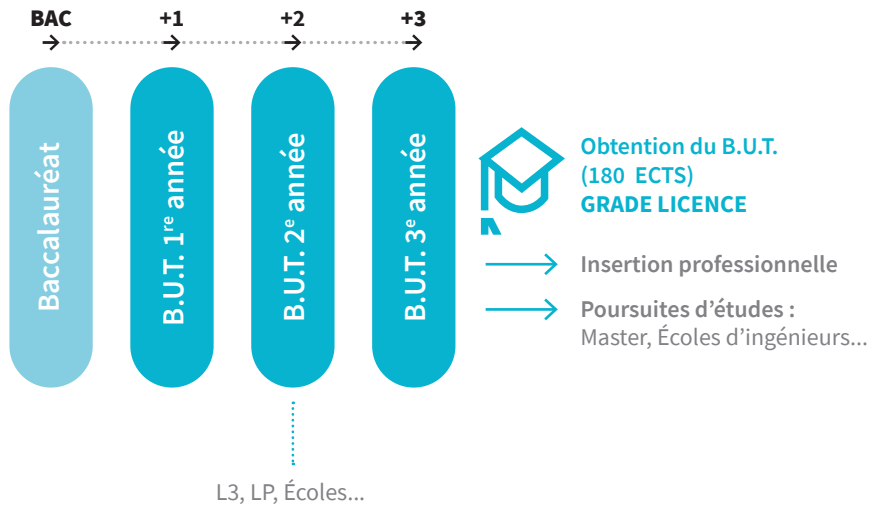 BAC +1 +2 +3
Baccalauréat
B.U.T. 1re année
B.U.T. 2e année
B.U.T. 3e année
Obtention du B.U.T.
(180 ECTS)
GRADE LICENCE
Insertion professionnelle
Poursuites d'études :
Master, Écoles d'ingénieurs...
L3, LP, Écoles...